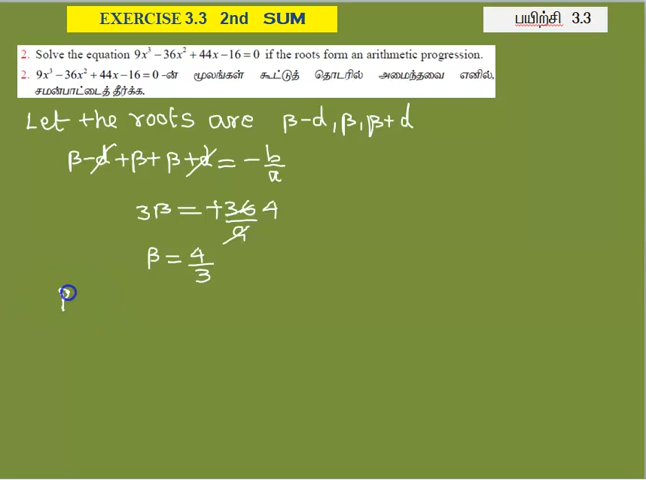 EXERCISE 3.3 2nd SUM
பயிற்சி 3.3
2. Solve the equation 9x³ − 36x² + 44x − 16 = 0 if the roots form an arithmetic progression.
2. 9x³ − 36x² + 44x − 16 = 0 -ன் மூலங்கள் கூட்டுத் தொடரில் அமைந்தவை எனில்,
சமன்பாட்டைத் தீர்க்க.
Let the roots are β−d, β, β+d
β−d+β+β+d = −b/a
3β = +36/9 4
β = 4/3